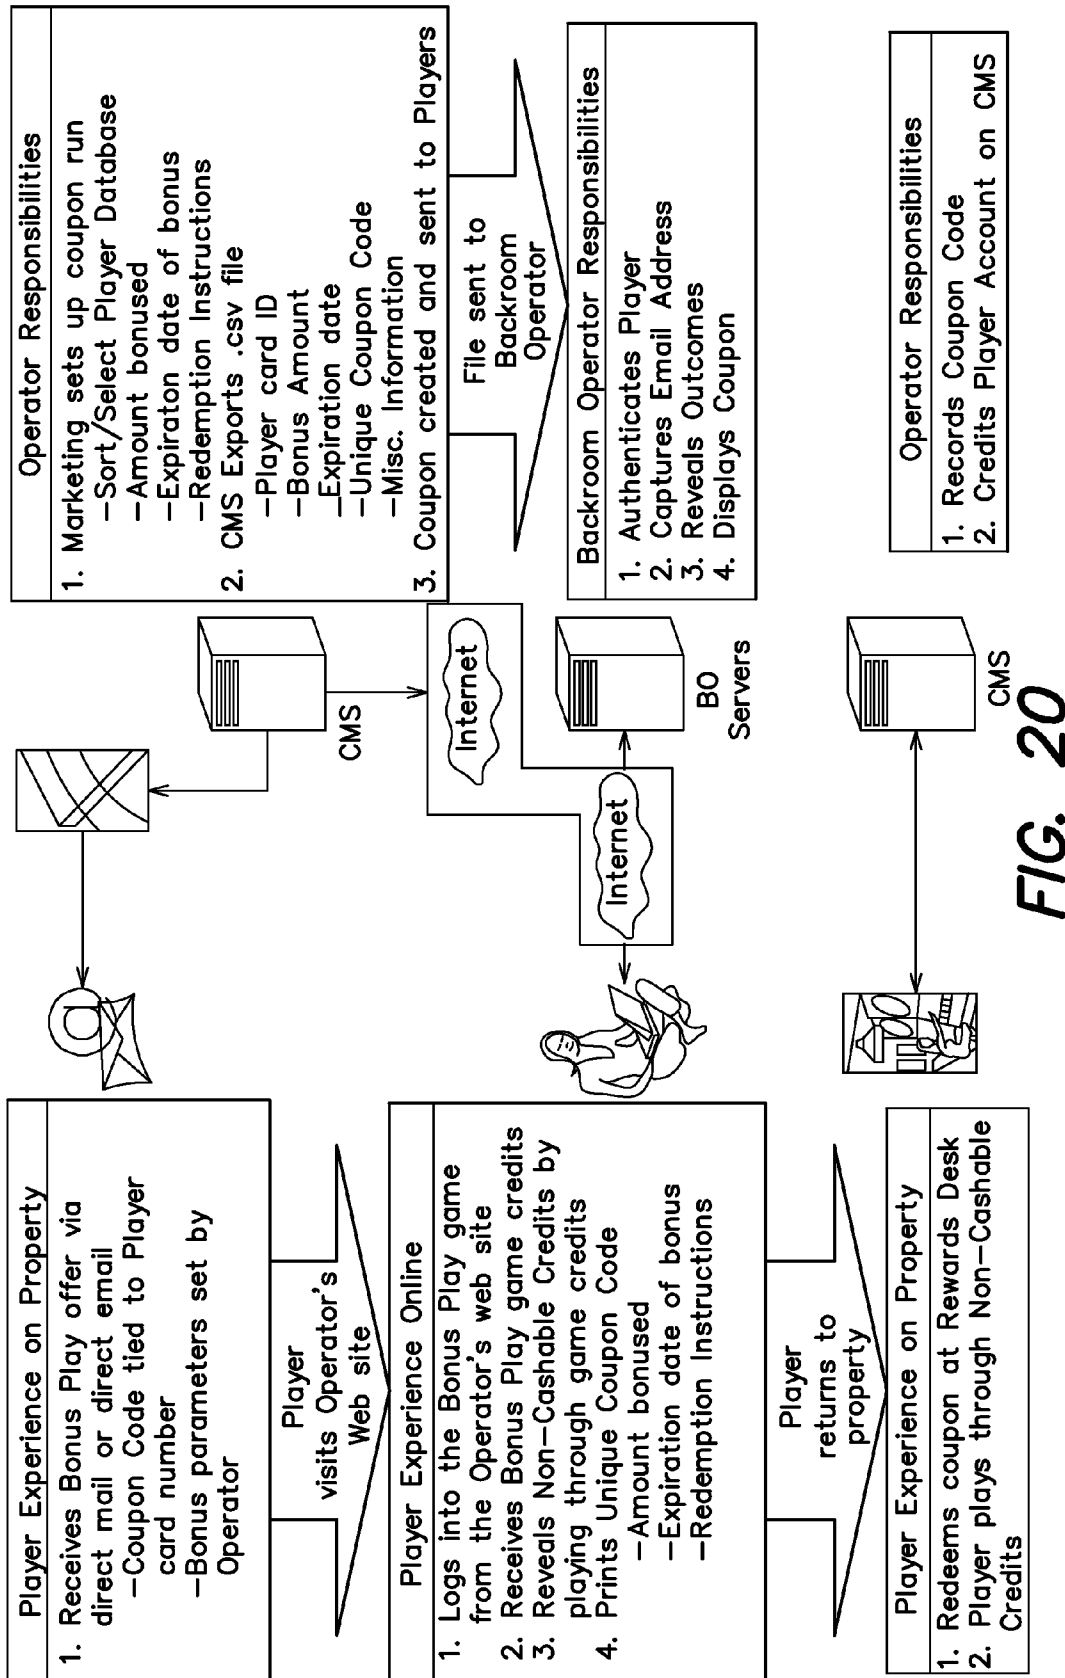 Player Experience on Property
1. Receives Bonus Play offer via
direct mail or direct email
–Coupon Code tied to Player
card number
–Bonus parameters set by
Operator
Player
visits Operator's
Web site
Player Experience Online
1. Logs into the Bonus Play game
from the Operator's web site
2. Receives Bonus Play game credits
3. Reveals Non–Cashable Credits by
playing through game credits
4. Prints Unique Coupon Code
–Amount bonused
–Expiration date of bonus
–Redemption Instructions
Player
returns to
property
Player Experience on Property
1. Redeems coupon at Rewards Desk
2. Player plays through Non–Cashable
Credits
@
CMS
Internet
Internet
BO
Servers
CMS
Operator Responsibilities
1. Marketing sets up coupon run
–Sort/Select Player Database
–Amount bonused
–Expiraton date of bonus
–Redemption Instructions
2. CMS Exports .csv file
–Player card ID
–Bonus Amount
_Expiration date
–Unique Coupon Code
–Misc. Information
3. Coupon created and sent to Players
File sent to
Backroom
Operator
Backroom Operator Responsibilities
1. Authenticates Player
2. Captures Email Address
3. Reveals Outcomes
4. Displays Coupon
Operator Responsibilities
1. Records Coupon Code
2. Credits Player Account on CMS
FIG. 20